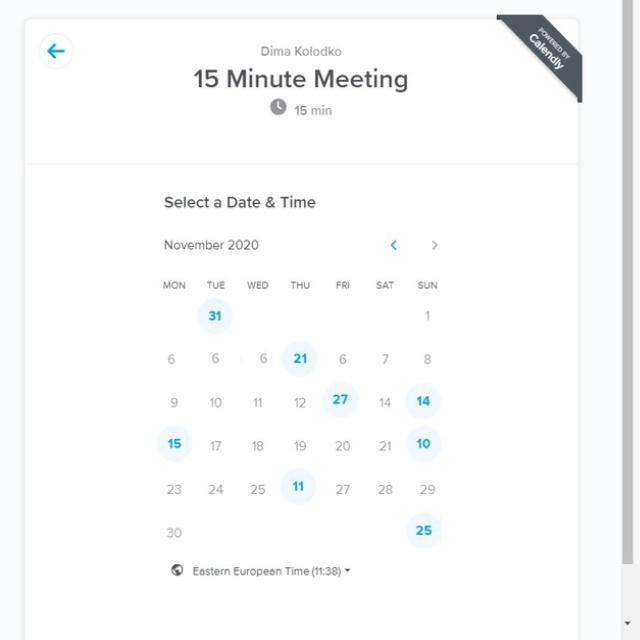 POWERED BY
Calendly
Dima Kolodko
15 Minute Meeting
15 min
Select a Date & Time
November 2020
MON TUE WED THU FRI SAT SUN
31 1
6 6 6 21 6 7 8
9 10 11 12 27 14 14
15 17 18 19 20 21 10
23 24 25 11 27 28 29
30 25
Eastern European Time (11:38)